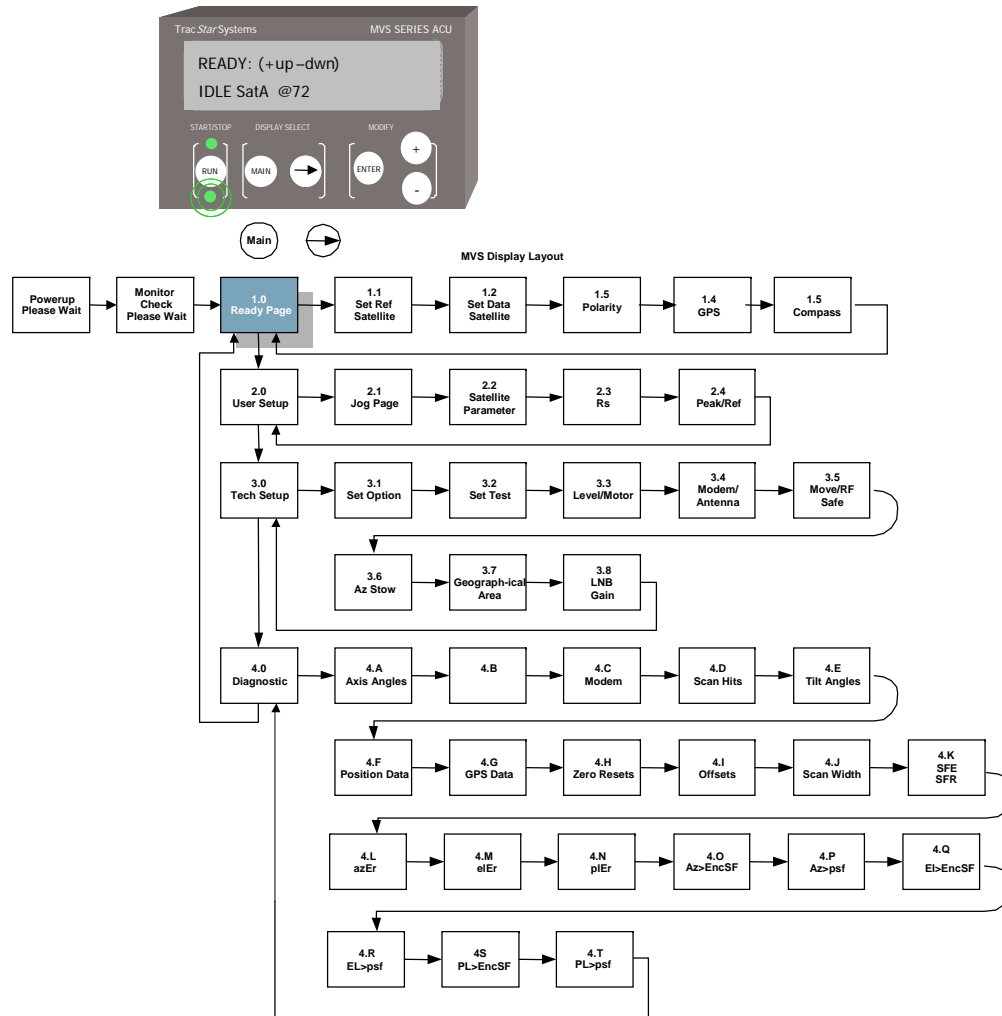 TracStar Systems MVS SERIES ACU
READY: (+up –dwn)
IDLE SatA @72
START/STOP DISPLAY SELECT MODIFY
RUN MAIN ENTER + -
Main
MVS Display Layout
Powerup
Please Wait
Monitor
Check
Please Wait
1.0
Ready Page
1.1
Set Ref
Satellite
1.2
Set Data
Satellite
1.5
Polarity
1.4
GPS
1.5
Compass
2.0
User Setup
2.1
Jog Page
2.2
Satellite
Parameter
2.3
Rs
2.4
Peak/Ref
3.0
Tech Setup
3.1
Set Option
3.2
Set Test
3.3
Level/Motor
3.4
Modem/
Antenna
3.5
Move/RF
Safe
3.6
Az Stow
3.7
Geograph-ical
Area
3.8
LNB
Gain
4.0
Diagnostic
4.A
Axis Angles
4.B
4.C
Modem
4.D
Scan Hits
4.E
Tilt Angles
4.F
Position Data
4.G
GPS Data
4.H
Zero Resets
4.I
Offsets
4.J
Scan Width
4.K
SFE
SFR
4.L
azEr
4.M
elEr
4.N
plEr
4.O
Az>EncSF
4.P
Az>psf
4.Q
El>EncSF
4.R
EL>psf
4S
PL>EncSF
4.T
PL>psf